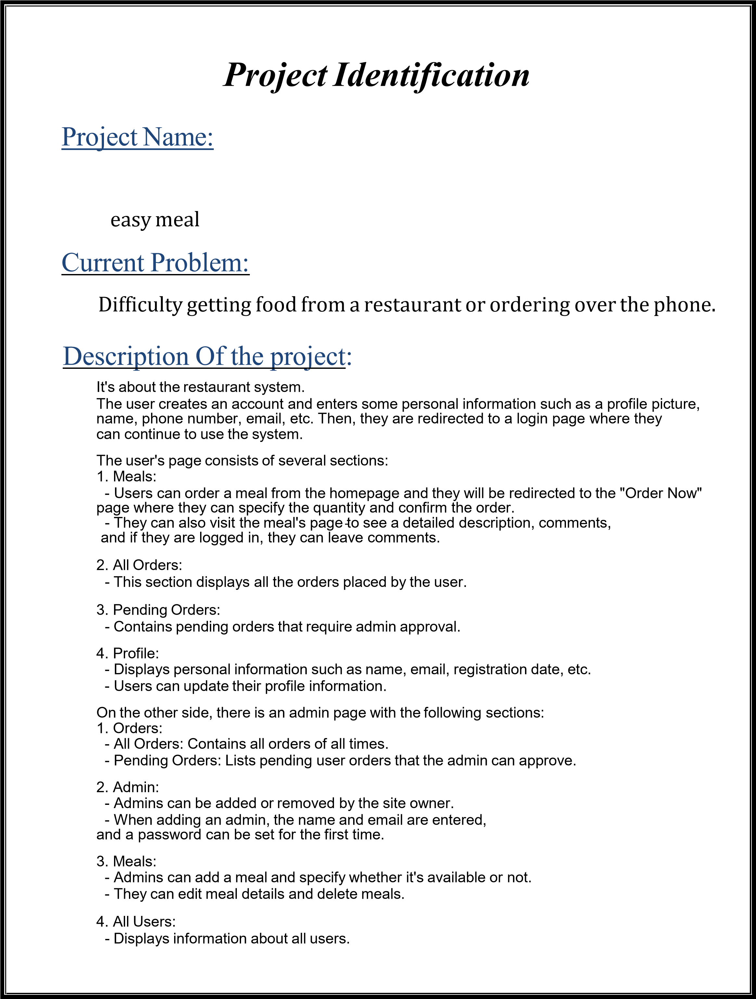 Project Identification
Project Name:
easy meal
Current Problem:
Difficulty getting food from a restaurant or ordering over the phone.
Description Of the project:
It's about the restaurant system.
The user creates an account and enters some personal information such as a profile picture,
name, phone number, email, etc. Then, they are redirected to a login page where they
can continue to use the system.
The user's page consists of several sections:
1. Meals:
- Users can order a meal from the homepage and they will be redirected to the "Order Now"
page where they can specify the quantity and confirm the order.
- They can also visit the meal's page-to see a detailed description, comments,
and if they are logged in, they can leave comments.
2. All Orders:
- This section displays all the orders placed by the user.
3. Pending Orders:
- Contains pending orders that require admin approval.
4. Profile:
- Displays personal information such as name, email, registration date, etc.
- Users can update their profile information.
On the other side, there is an admin page with the following sections:
1. Orders:
- All Orders: Contains all orders of all times.
- Pending Orders: Lists pending user orders that the admin can approve.
2. Admin:
- Admins can be added or removed by the site owner.
- When adding an admin, the name and email are entered,
and a password can be set for the first time.
3. Meals:
- Admins can add a meal and specify whether it's available or not.
- They can edit meal details and delete meals.
4. All Users:
- Displays information about all users.